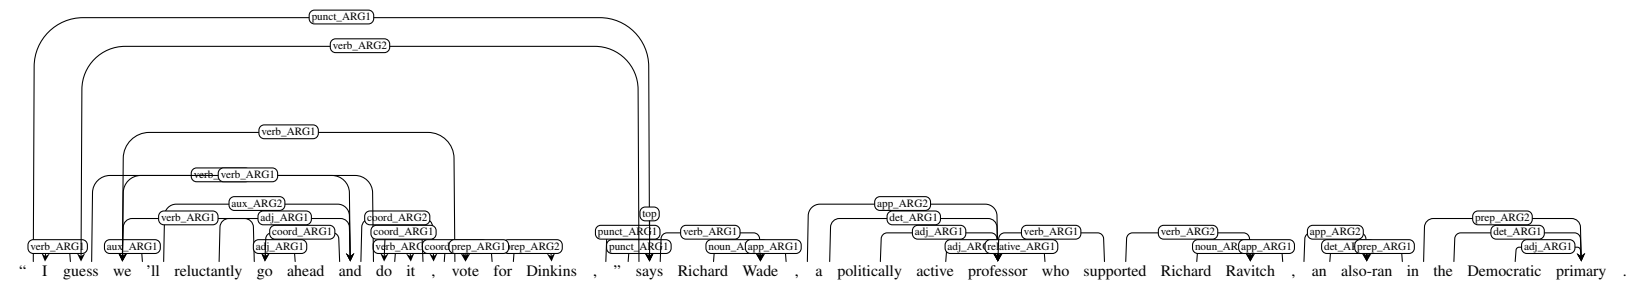 punct_ARG1
verb_ARG2
verb_ARG1
verb_ARG1
aux_ARG2 app_ARG2
top
verb_ARG1 adj_ARG1 coord_ARG2 det_ARG1 prep_ARG2
coord_ARG1 coord_ARG1 punct_ARG1 verb_ARG1 adj_ARG1 verb_ARG1 verb_ARG2 app_ARG2 det_ARG1
verb_ARG1 aux_ARG1 adj_ARG1 prep_ARG1 punct_ARG1 app_ARG1 relative_ARG1 app_ARG1 prep_ARG1 adj_ARG1
“ I guess we 'll reluctantly go ahead and do it , vote for Dinkins , ” says Richard Wade , a politically active professor who supported Richard Ravitch , an also-ran in the Democratic primary .